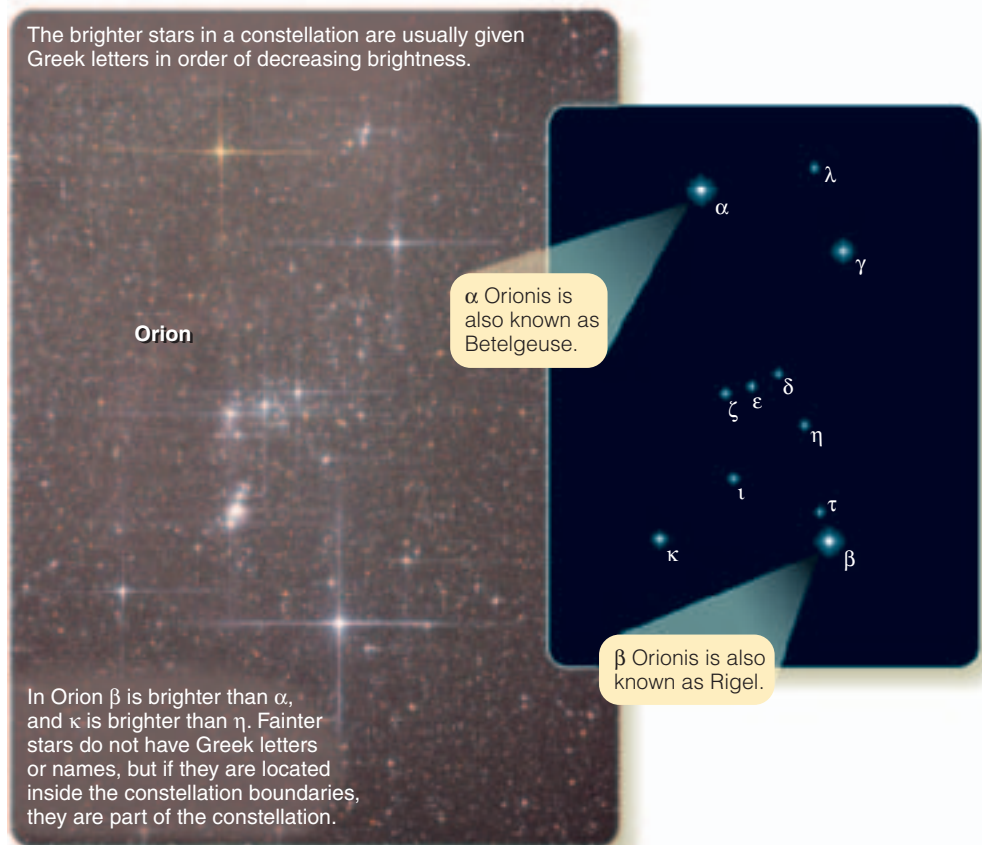 The brighter stars in a constellation are usually given
Greek letters in order of decreasing brightness.
λ
α
γ
α Orionis is
also known as
Betelgeuse.
Orion
δ
ε
ζ
η
ι
τ
κ
β
β Orionis is also
known as Rigel.
In Orion β is brighter than α,
and κ is brighter than η. Fainter
stars do not have Greek letters
or names, but if they are located
inside the constellation boundaries,
they are part of the constellation.